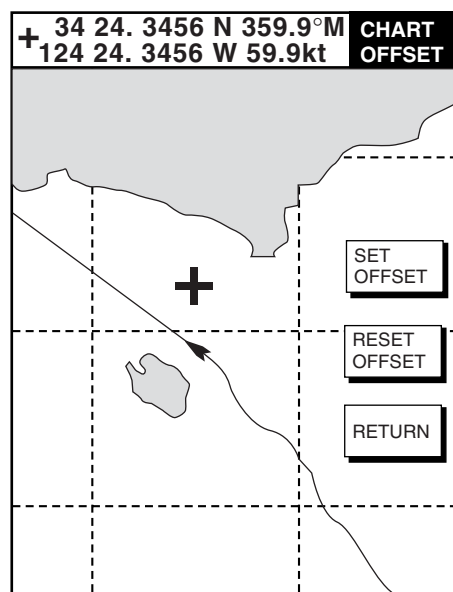 + 34 24. 3456 N 359.9°M
124 24. 3456 W 59.9kt
CHART
OFFSET
SET
OFFSET
RESET
OFFSET
RETURN